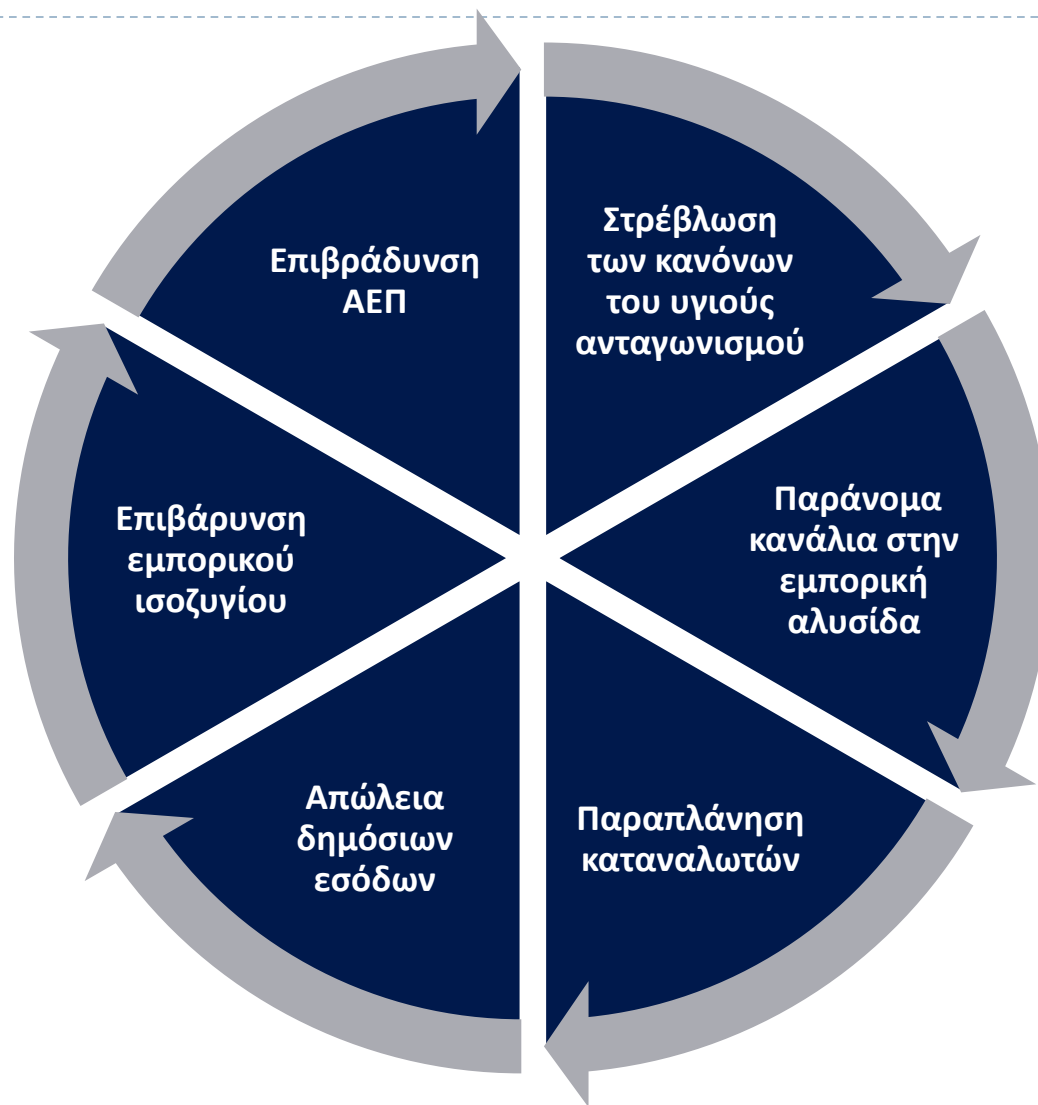 Στρέβλωση
των κανόνων
του υγιούς
ανταγωνισμού
Παράνομα
κανάλια στην
εμπορική
αλυσίδα
Παραπλάνηση
καταναλωτών
Απώλεια
δημόσιων
εσόδων
Επιβάρυνση
εμπορικού
ισοζυγίου
Επιβράδυνση
ΑΕΠ